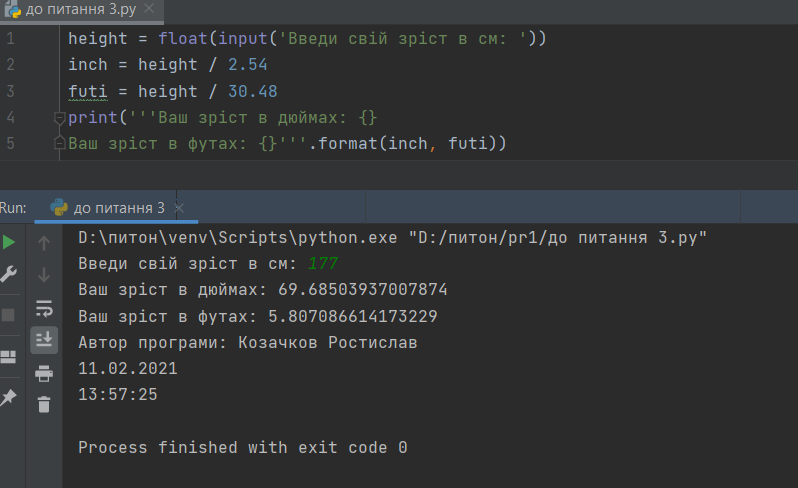 до питання 3.py
1 height = float(input('Введи свій зріст в см: '))
2 inch = height / 2.54
3 futi = height / 30.48
4 print('''Ваш зріст в дюймах: {}
5 Ваш зріст в футах: {}'''.format(inch, futi))
Run: до питання 3
D:\питон\venv\Scripts\python.exe "D:/питон/pr1/до питання 3.py"
Введи свій зріст в см: 177
Ваш зріст в дюймах: 69.68503937007874
Ваш зріст в футах: 5.807086614173229
Автор програми: Козачков Ростислав
11.02.2021
13:57:25
Process finished with exit code 0